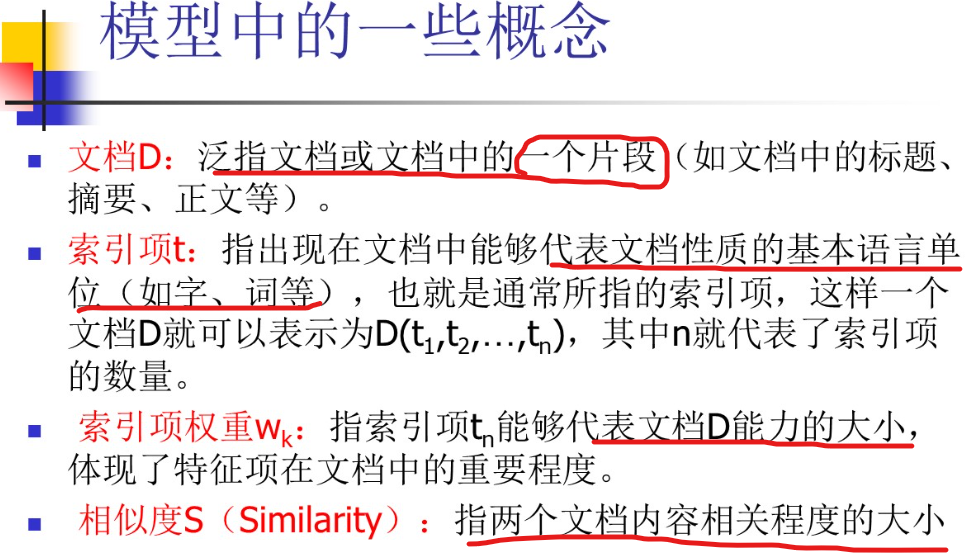 模型中的一些概念
文档D：泛指文档或文档中的一个片段（如文档中的标题、
摘要、正文等）。
索引项t：指出现在文档中能够代表文档性质的基本语言单
位（如字、词等），也就是通常所指的索引项，这样一个
文档D就可以表示为D(t₁,t₂,…,tₙ)，其中n就代表了索引项
的数量。
索引项权重wₖ：指索引项tₙ能够代表文档D能力的大小，
体现了特征项在文档中的重要程度。
相似度S（Similarity）：指两个文档内容相关程度的大小